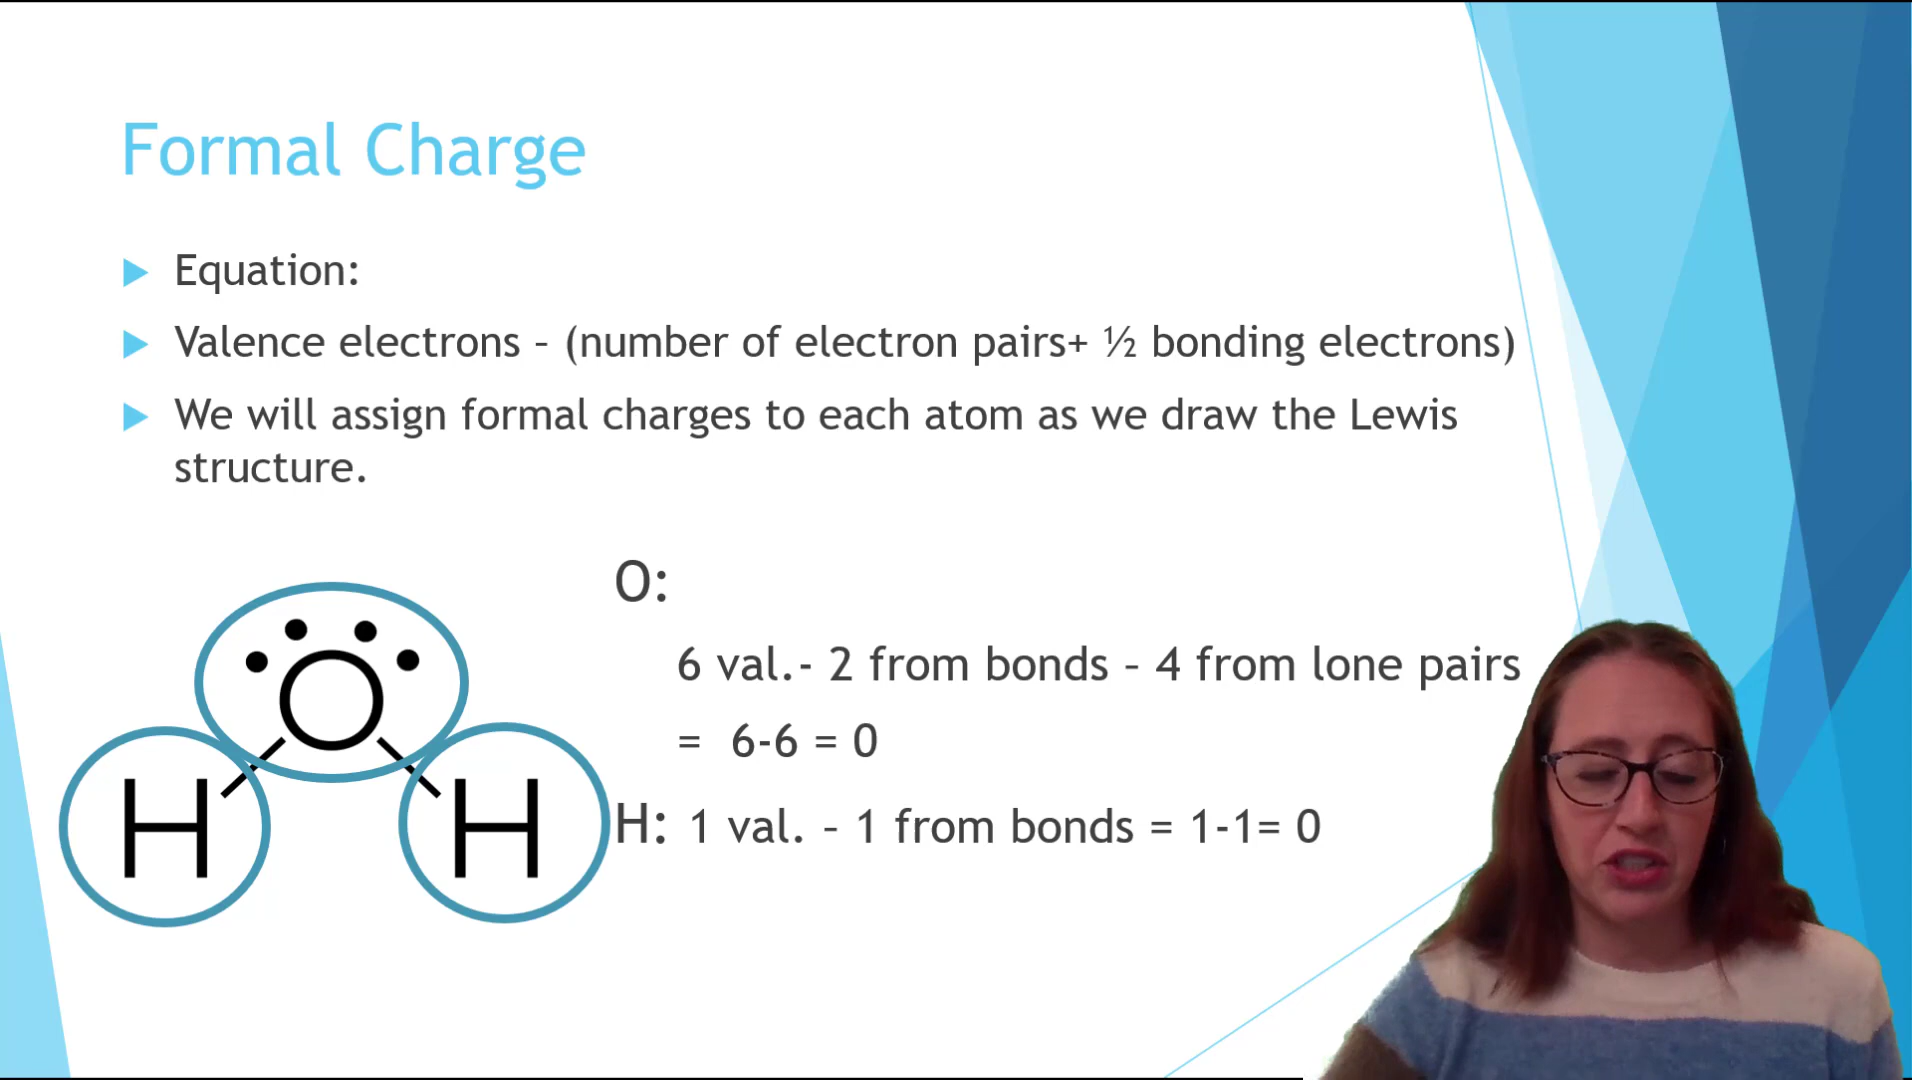 Formal Charge
Equation:
Valence electrons – (number of electron pairs+ ½ bonding electrons)
We will assign formal charges to each atom as we draw the Lewis
structure.
O:
6 val.- 2 from bonds – 4 from lone pairs
= 6-6 = 0
H: 1 val. – 1 from bonds = 1-1= 0
O
H H